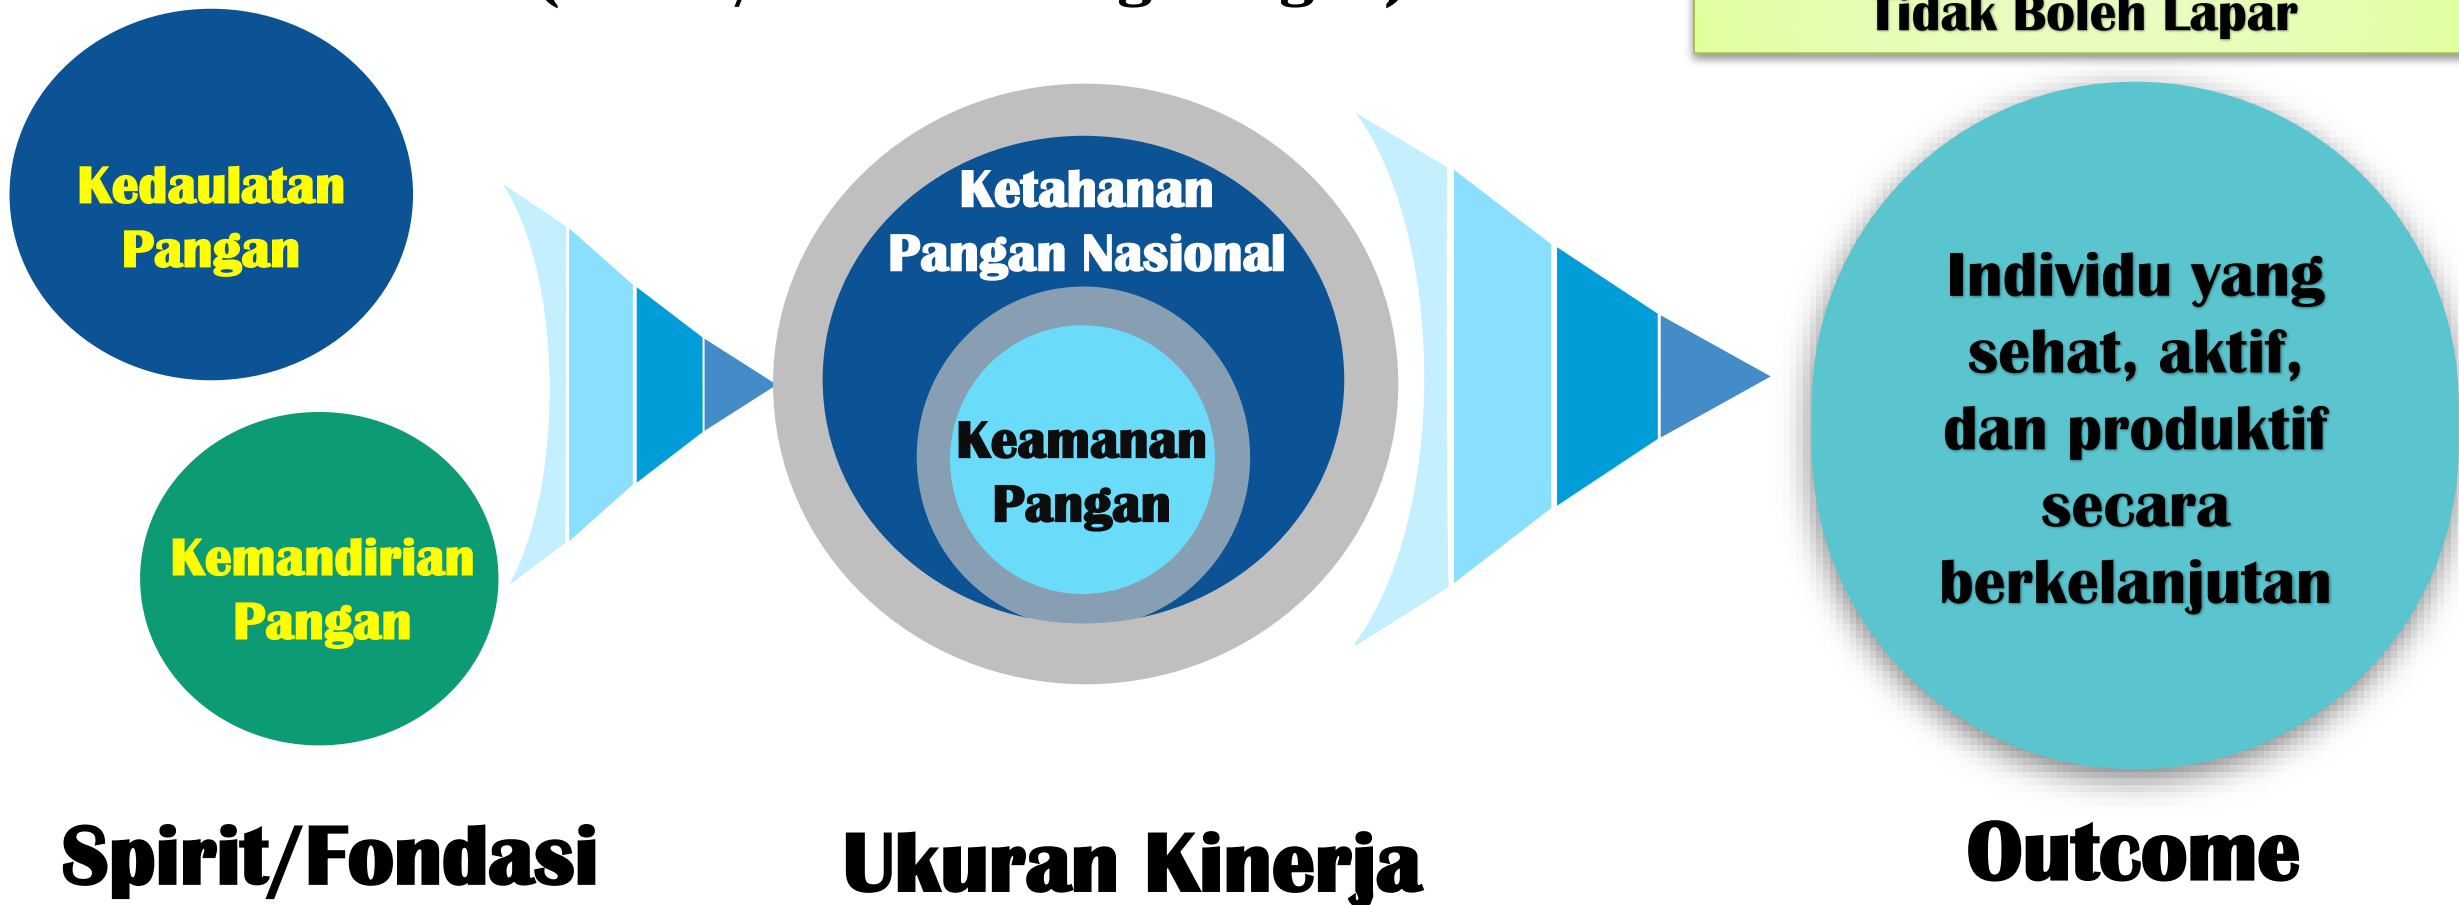 Tidak Boleh Lapar
Kedaulatan
Pangan
Kemandirian
Pangan
Ketahanan
Pangan Nasional
Keamanan
Pangan
Individu yang
sehat, aktif,
dan produktif
secara
berkelanjutan
Spirit/Fondasi
Ukuran Kinerja
Outcome